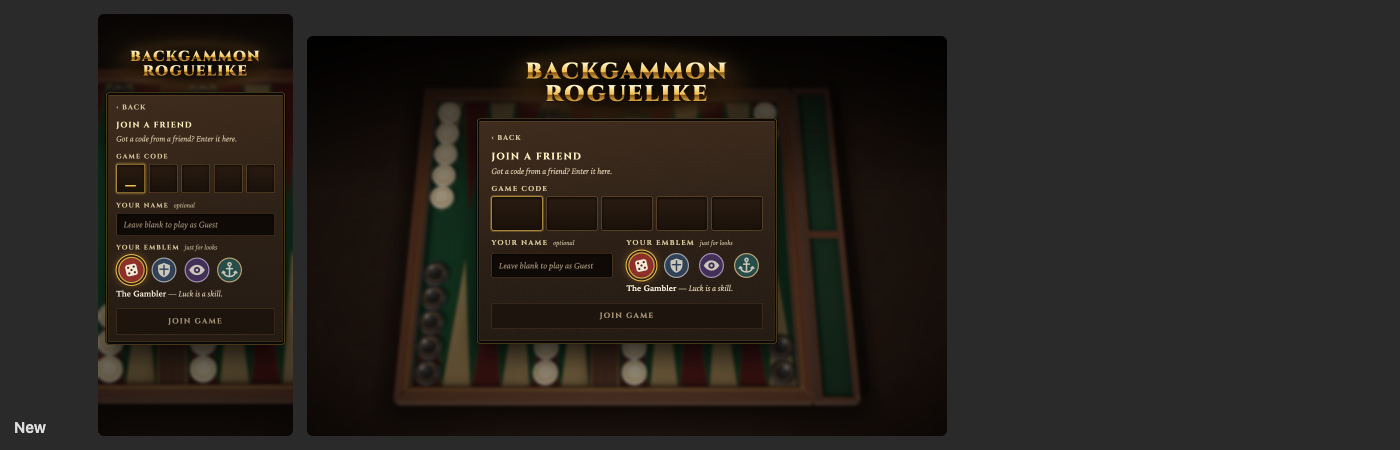 BACKGAMMON
ROGUELIKE
‹ BACK
JOIN A FRIEND
Got a code from a friend? Enter it here.
GAME CODE
YOUR NAME optional
Leave blank to play as Guest
YOUR EMBLEM just for looks
The Gambler — Luck is a skill.
JOIN GAME
BACKGAMMON
ROGUELIKE
‹ BACK
JOIN A FRIEND
Got a code from a friend? Enter it here.
GAME CODE
YOUR NAME optional
Leave blank to play as Guest
YOUR EMBLEM just for looks
The Gambler — Luck is a skill.
JOIN GAME
New